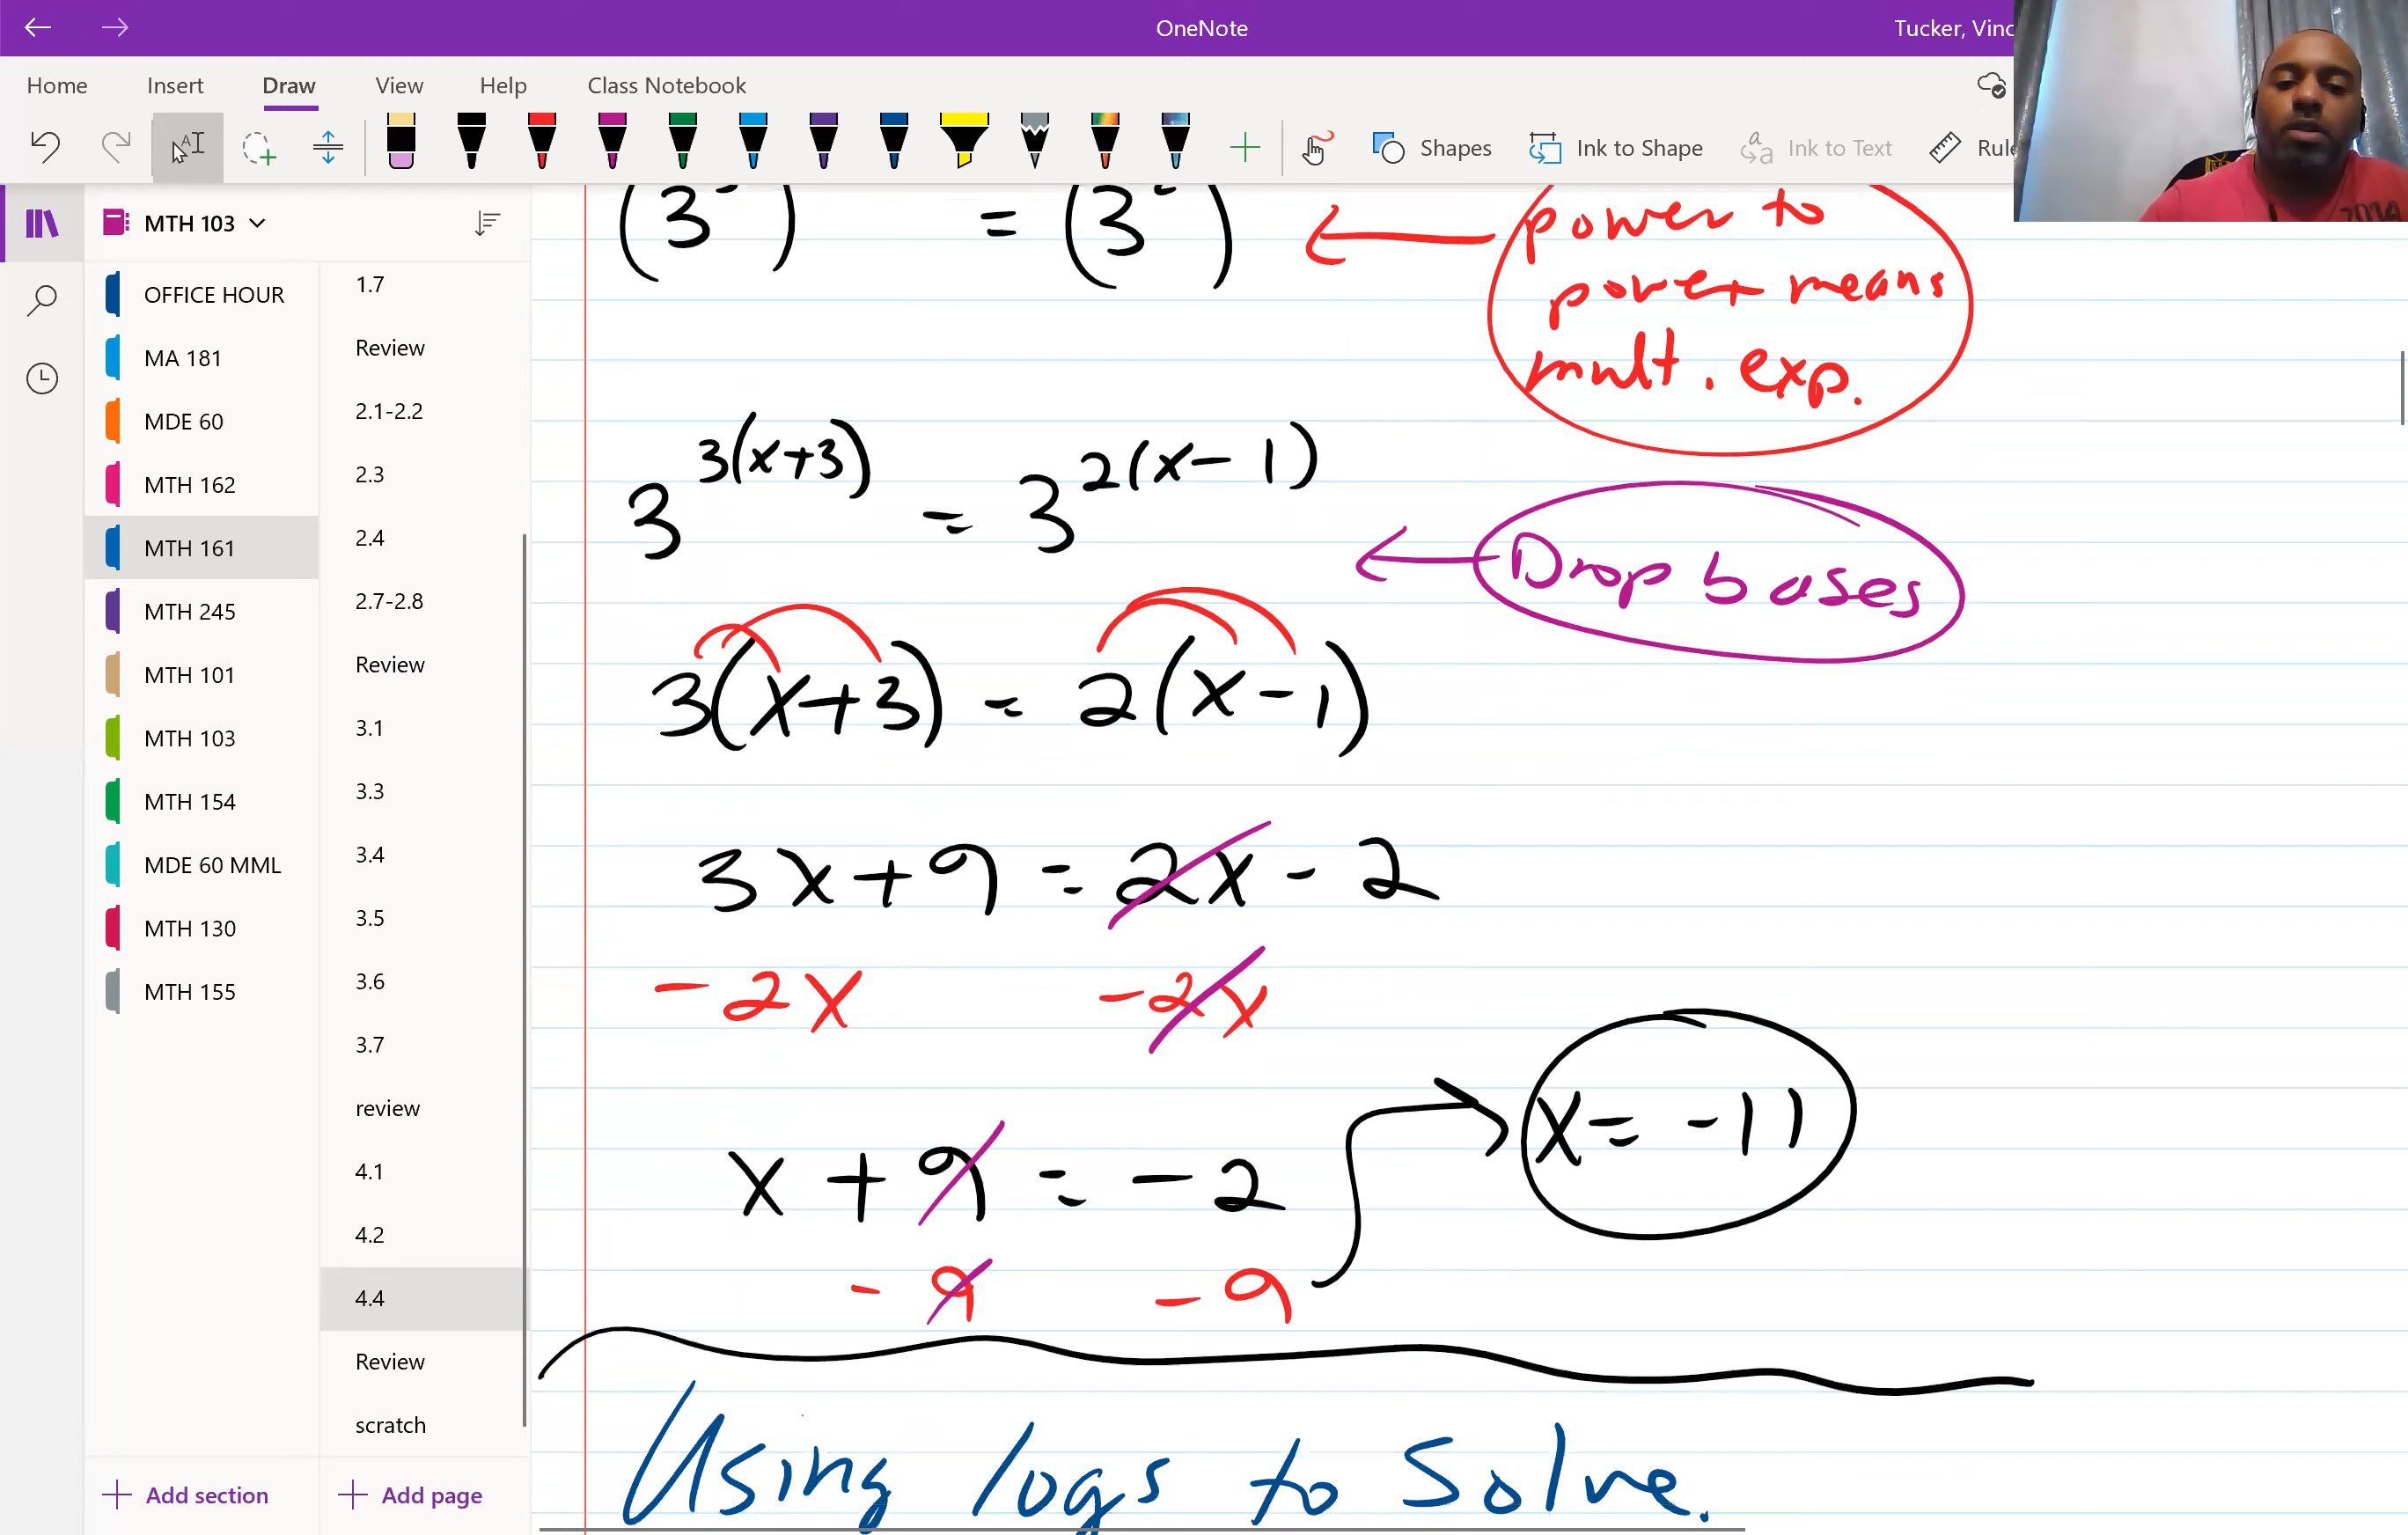 OneNote
Tucker, Vinc
Home Insert Draw View Help Class Notebook
Shapes Ink to Shape Ink to Text Rule
MTH 103
OFFICE HOUR
MA 181
MDE 60
MTH 162
MTH 161
MTH 245
MTH 101
MTH 103
MTH 154
MDE 60 MML
MTH 130
MTH 155
Add section
1.7
Review
2.1-2.2
2.3
2.4
2.7-2.8
Review
3.1
3.3
3.4
3.5
3.6
3.7
review
4.1
4.2
4.4
Review
scratch
Add page
(3 ) = (3 )
power to
power means
mult. exp.
3^3(x+3) = 3^2(x-1)
Drop bases
3(x+3) = 2(x-1)
3x+9 = 2x-2
-2x -2x
x+9 = -2
-9 -9
x = -11
Using logs to Solve.
2014